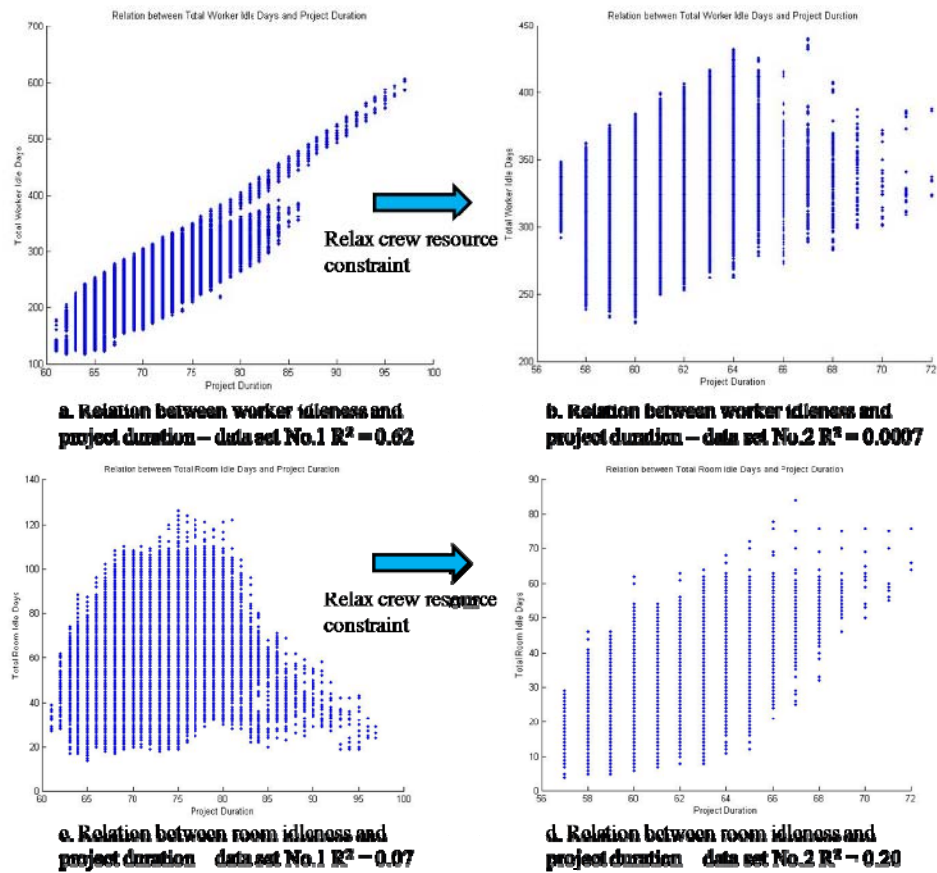 Relation between Total Worker Idle Days and Project Duration
700
600
500
400
300
200
100
Total Worker Idle Days
60 65 70 75 80 85 90 95 100
Project Duration
a. Relation between worker idleness and
project duration – data set No.1 R² = 0.62
Relax crew resource
constraint
Relation between Total Worker Idle Days and Project Duration
450
400
350
300
250
200
Total Worker Idle Days
56 58 60 62 64 66 68 70 72
Project Duration
b. Relation between worker idleness and
project duration – data set No.2 R² = 0.0007
Relation between Total Room Idle Days and Project Duration
140
120
100
80
60
40
20
0
Total Room Idle Days
60 65 70 75 80 85 90 95 100
Project Duration
c. Relation between room idleness and
project duration data set No.1 R² = 0.07
Relax crew resource
constraint
Relation between Total Room Idle Days and Project Duration
90
80
70
60
50
40
30
20
10
0
Total Room Idle Days
56 58 60 62 64 66 68 70 72
Project Duration
d. Relation between room idleness and
project duration data set No.2 R² = 0.20